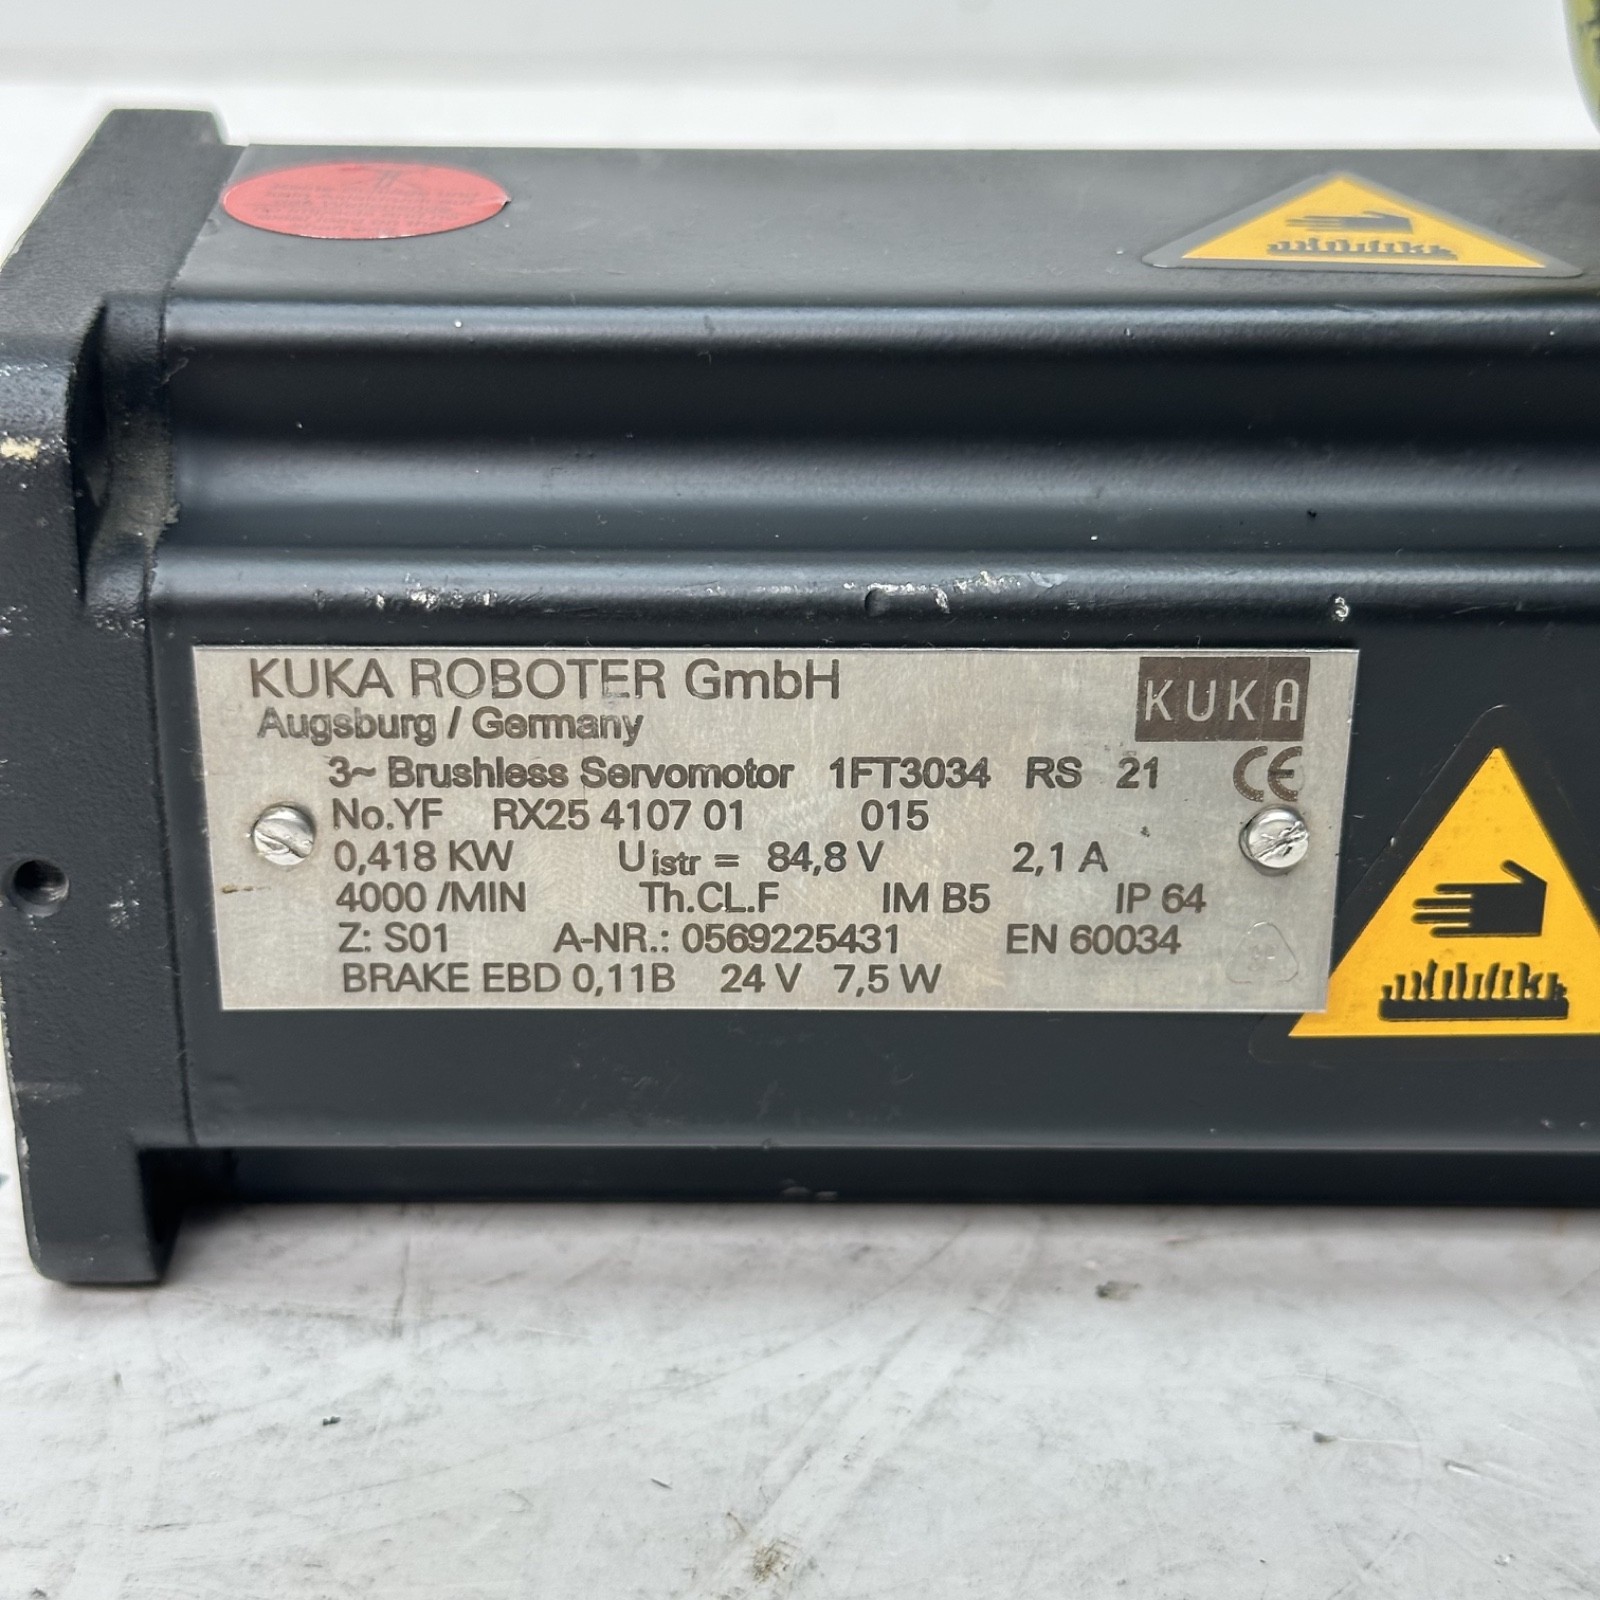 KUKA ROBOTER GmbH
KUKA
Augsburg / Germany
3~ Brushless Servomotor 1FT3034 RS 21 CE
No.YF RX25 4107 01 015
0,418 KW Uistr = 84,8 V 2,1 A
4000 /MIN Th.CL.F IM B5 IP 64
Z: S01 A-NR.: 0569225431 EN 60034
BRAKE EBD 0,11B 24 V 7,5 W